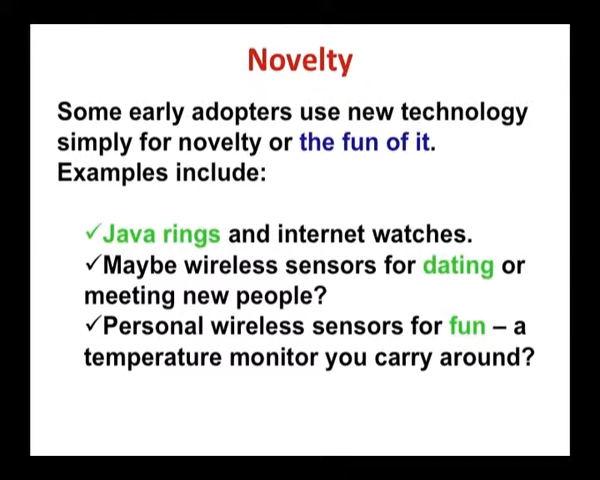 Novelty
Some early adopters use new technology
simply for novelty or the fun of it.
Examples include:
✓Java rings and internet watches.
✓Maybe wireless sensors for dating or
meeting new people?
✓Personal wireless sensors for fun – a
temperature monitor you carry around?